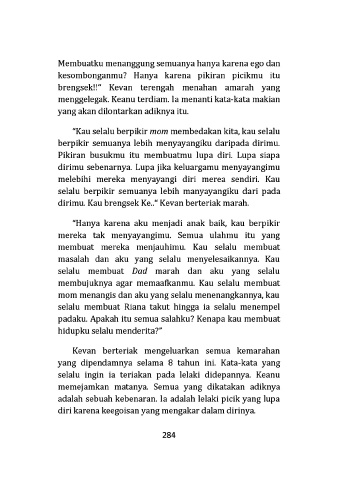 Membuatku menanggung semuanya hanya karena ego dan
kesombonganmu? Hanya karena pikiran picikmu itu
brengsek!!" Kevan terengah menahan amarah yang
menggelegak. Keanu terdiam. Ia menanti kata-kata makian
yang akan dilontarkan adiknya itu.
"Kau selalu berpikir mom membedakan kita, kau selalu
berpikir semuanya lebih menyayangiku daripada dirimu.
Pikiran busukmu itu membuatmu lupa diri. Lupa siapa
dirimu sebenarnya. Lupa jika keluargamu menyayangimu
melebihi mereka menyayangi diri merea sendiri. Kau
selalu berpikir semuanya lebih manyayangiku dari pada
dirimu. Kau brengsek Ke.." Kevan berteriak marah.
"Hanya karena aku menjadi anak baik, kau berpikir
mereka tak menyayangimu. Semua ulahmu itu yang
membuat mereka menjauhimu. Kau selalu membuat
masalah dan aku yang selalu menyelesaikannya. Kau
selalu membuat Dad marah dan aku yang selalu
membujuknya agar memaafkanmu. Kau selalu membuat
mom menangis dan aku yang selalu menenangkannya, kau
selalu membuat Riana takut hingga ia selalu menempel
padaku. Apakah itu semua salahku? Kenapa kau membuat
hidupku selalu menderita?"
Kevan berteriak mengeluarkan semua kemarahan
yang dipendamnya selama 8 tahun ini. Kata-kata yang
selalu ingin ia teriakan pada lelaki didepannya. Keanu
memejamkan matanya. Semua yang dikatakan adiknya
adalah sebuah kebenaran. Ia adalah lelaki picik yang lupa
diri karena keegoisan yang mengakar dalam dirinya.
284